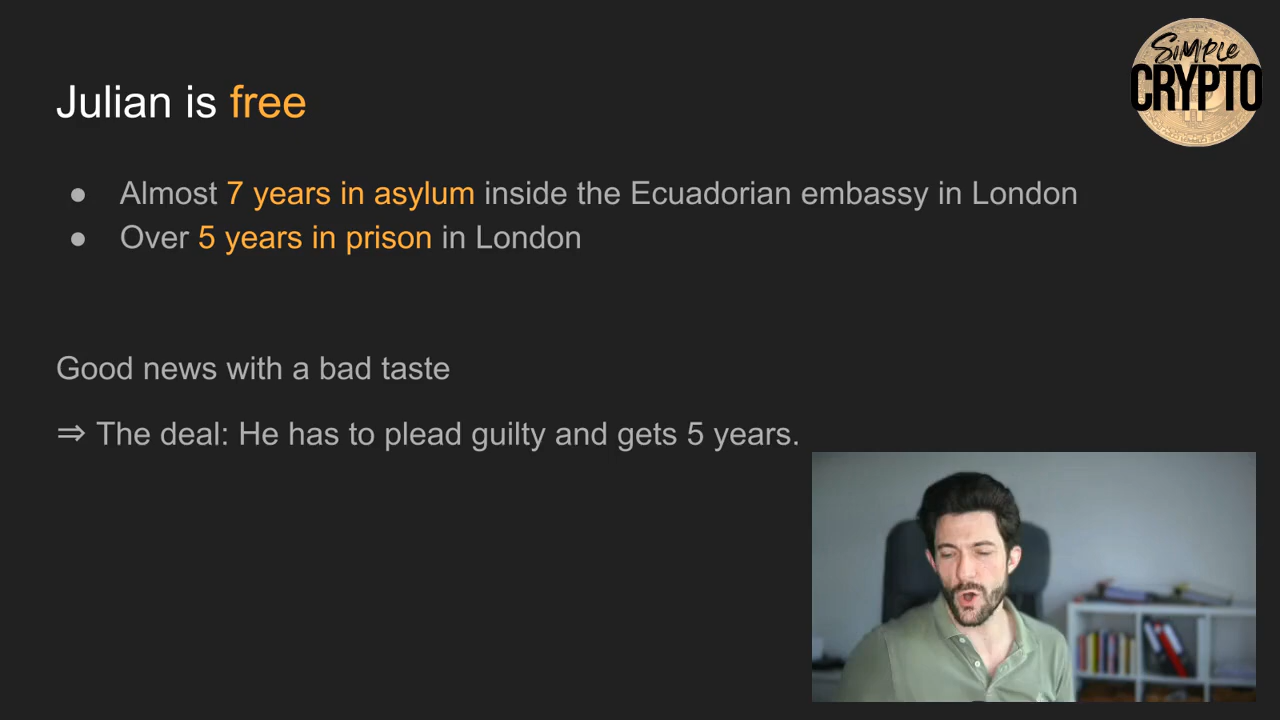 Simple
CRYPTO
Julian is free
● Almost 7 years in asylum inside the Ecuadorian embassy in London
● Over 5 years in prison in London
Good news with a bad taste
⇒ The deal: He has to plead guilty and gets 5 years.